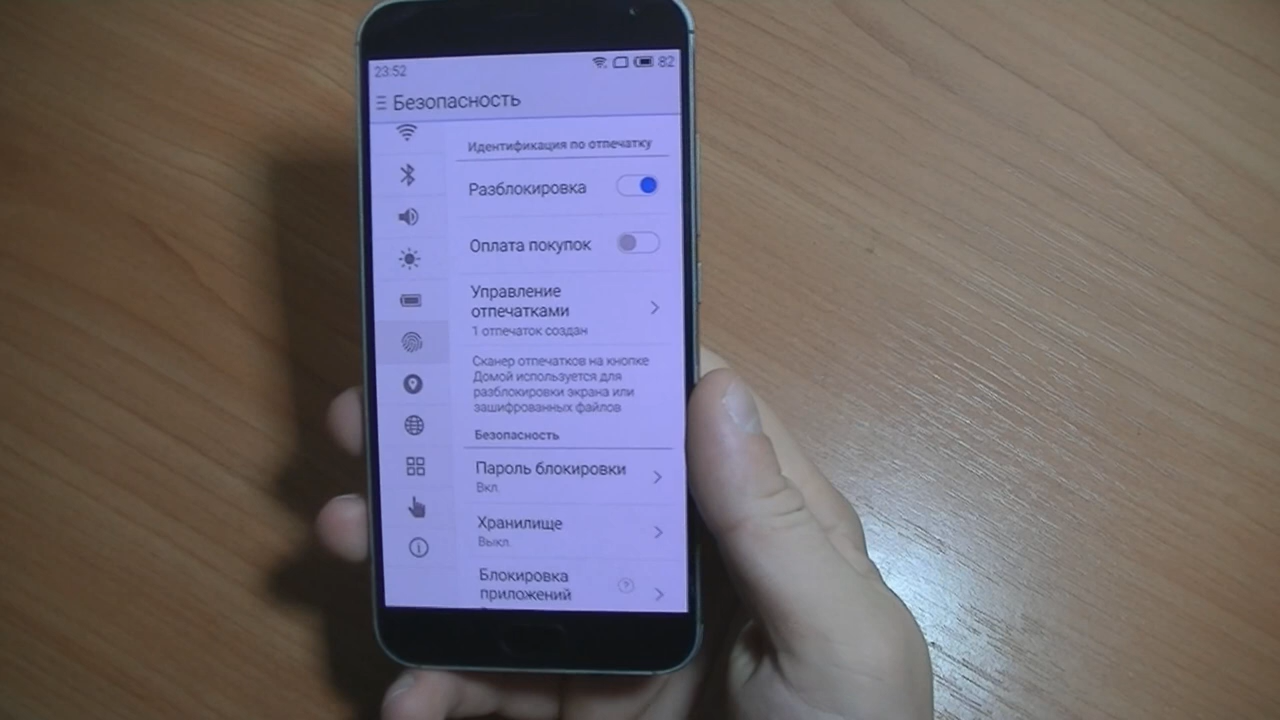 23:52
82
Безопасность
Идентификация по отпечатку
Разблокировка
Оплата покупок
Управление
отпечатками
1 отпечаток создан
Сканер отпечатков на кнопке
Домой используется для
разблокировки экрана или
зашифрованных файлов
Безопасность
Пароль блокировки
Вкл.
Хранилище
Выкл.
Блокировка
приложений
?